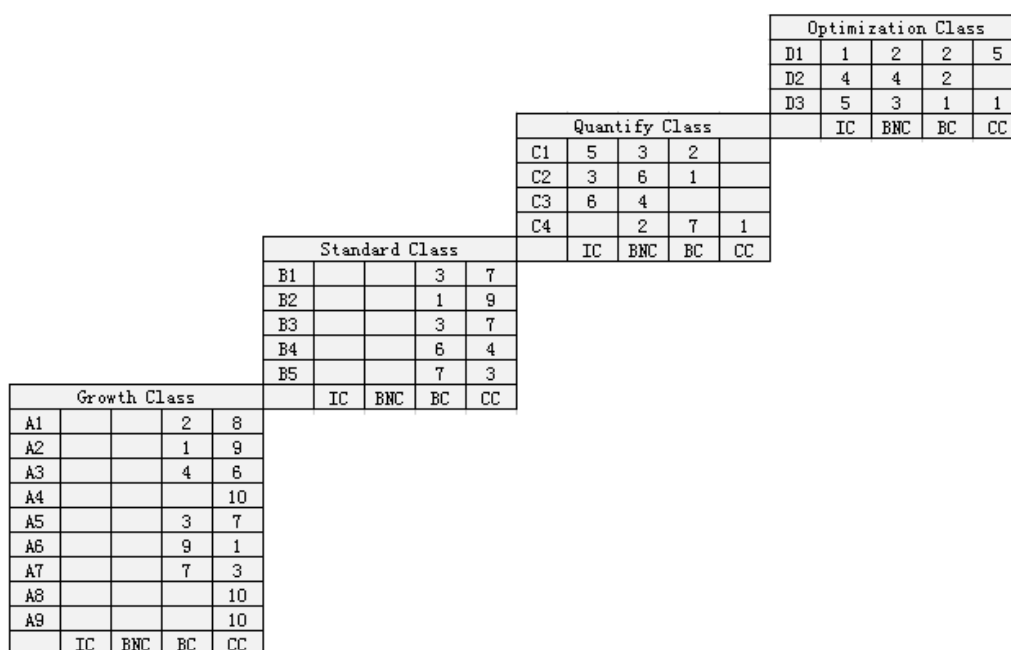 Optimization Class
D1 1 2 2 5
D2 4 4 2
D3 5 3 1 1
IC BNC BC CC
Quantify Class
C1 5 3 2
C2 3 6 1
C3 6 4
C4 2 7 1
IC BNC BC CC
Standard Class
B1 3 7
B2 1 9
B3 3 7
B4 6 4
B5 7 3
IC BNC BC CC
Growth Class
A1 2 8
A2 1 9
A3 4 6
A4 10
A5 3 7
A6 9 1
A7 7 3
A8 10
A9 10
IC BNC BC CC